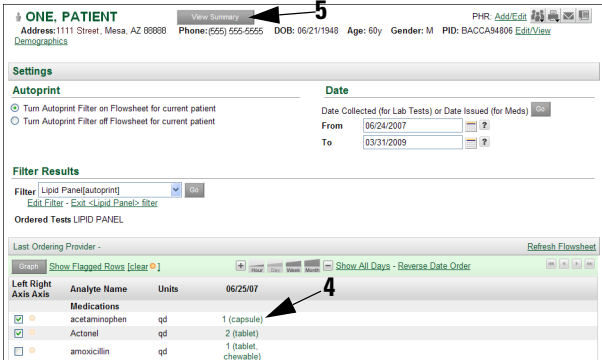 ONE, PATIENT
View Summary
5
PHR: Add/Edit
Address:1111 Street, Mesa, AZ 88888 Phone:(555) 555-5555 DOB: 06/21/1948 Age: 60y Gender: M PID: BACCA94806 Edit/View
Demographics
Settings
Autoprint
Date
Turn Autoprint Filter on Flowsheet for current patient
Turn Autoprint Filter off Flowsheet for current patient
Date Collected (for Lab Tests) or Date Issued (for Meds) Go
From 06/24/2007 ?
To 03/31/2009 ?
Filter Results
Filter Lipid Panel[autoprint] Go
Edit Filter - Exit <Lipid Panel> filter
Ordered Tests LIPID PANEL
Last Ordering Provider - Refresh Flowsheet
Graph Show Flagged Rows [clear ] + Hour Day Week Month - Show All Days - Reverse Date Order
Left Right
Axis Axis Analyte Name Units 06/25/07
4
Medications
acetaminophen qd 1 (capsule)
Actonel qd 2 (tablet)
amoxicillin qd 1 (tablet,
chewable)